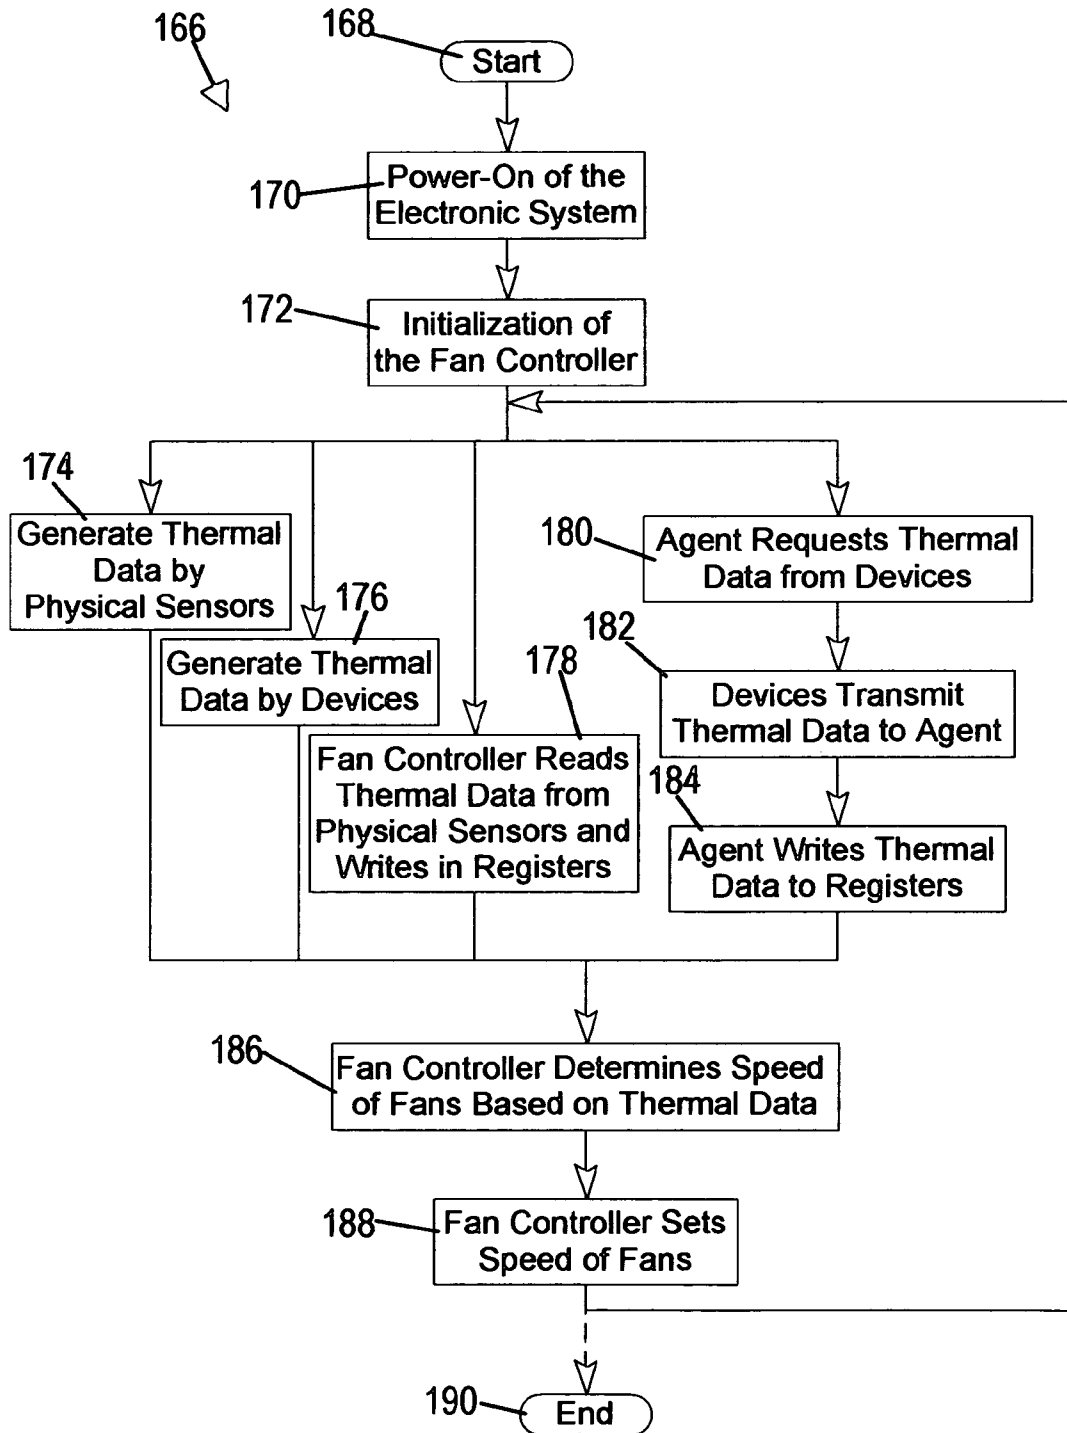 166
168
Start
170
Power-On of the
Electronic System
172
Initialization of
the Fan Controller
174
Generate Thermal
Data by
Physical Sensors
176
Generate Thermal
Data by Devices
178
Fan Controller Reads
Thermal Data from
Physical Sensors and
Writes in Registers
180
Agent Requests Thermal
Data from Devices
182
Devices Transmit
Thermal Data to Agent
184
Agent Writes Thermal
Data to Registers
186
Fan Controller Determines Speed
of Fans Based on Thermal Data
188
Fan Controller Sets
Speed of Fans
190
End